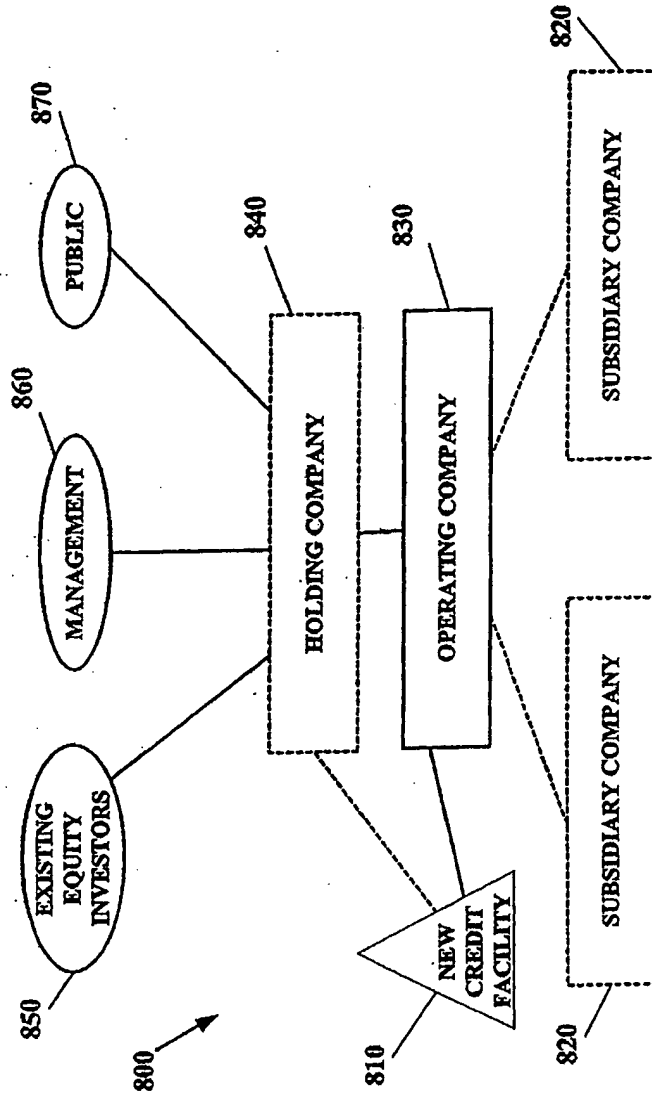 850
EXISTING
EQUITY
INVESTORS
860
MANAGEMENT
870
PUBLIC
800
840
HOLDING COMPANY
810
NEW
CREDIT
FACILITY
830
OPERATING COMPANY
820
SUBSIDIARY COMPANY
820
SUBSIDIARY COMPANY